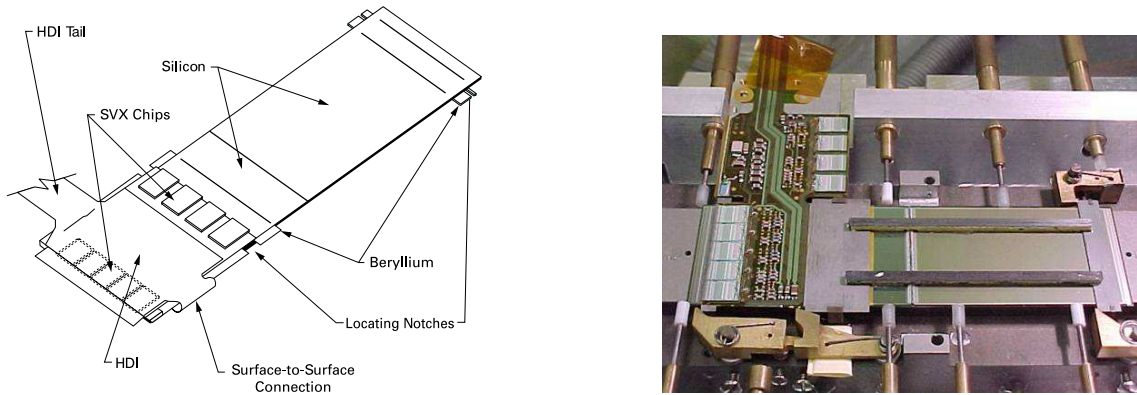 HDI Tail
Silicon
SVX Chips
Beryllium
Locating Notches
HDI
Surface-to-Surface
Connection